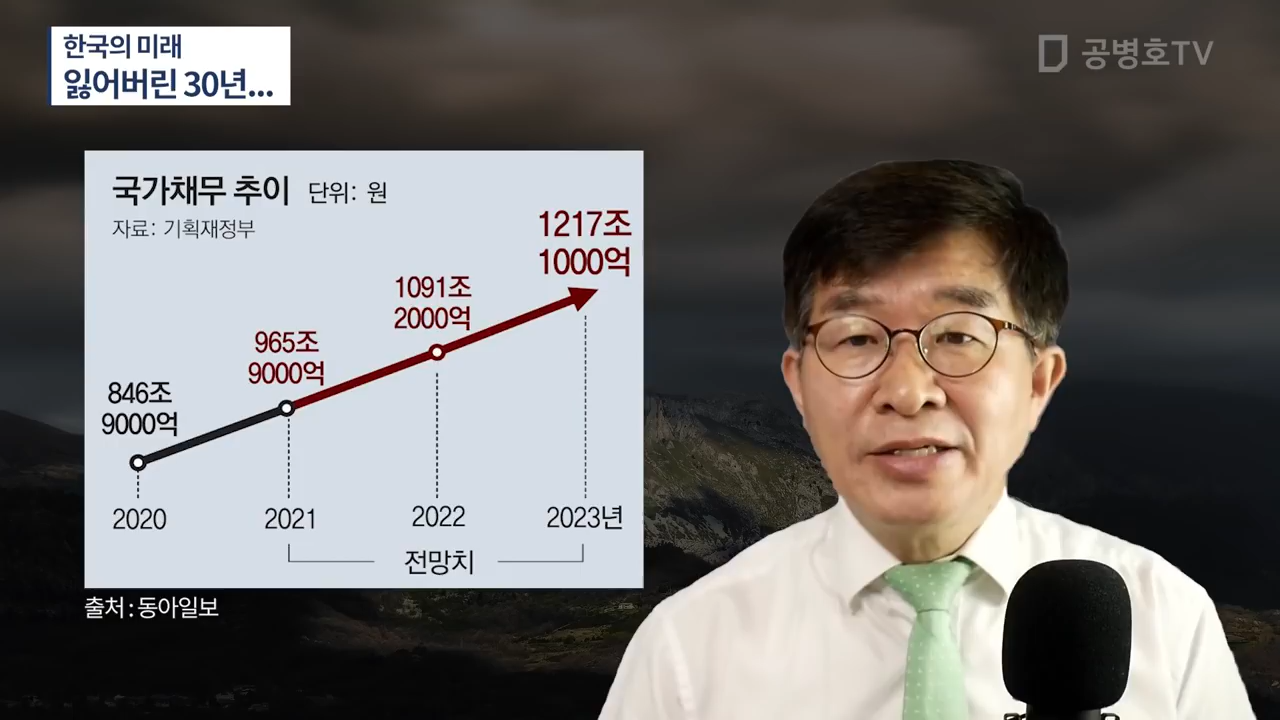 한국의 미래
잃어버린 30년...
공병호TV
국가채무 추이 단위: 원
자료: 기획재정부
846조
9000억
965조
9000억
1091조
2000억
1217조
1000억
2020
2021
2022
2023년
전망치
출처 : 동아일보